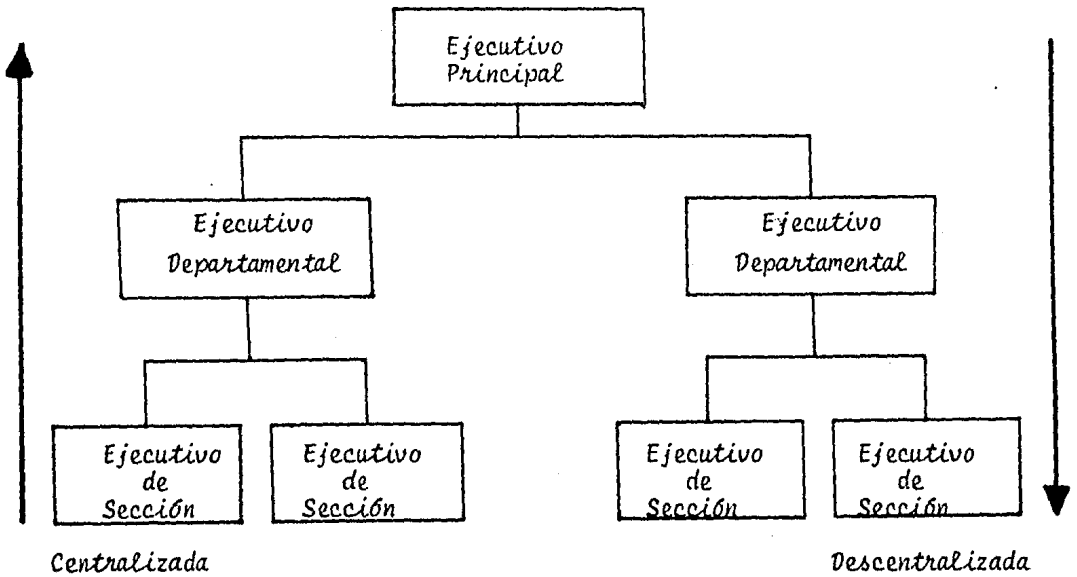 Ejecutivo
Principal
Ejecutivo
Departamental
Ejecutivo
Departamental
Ejecutivo
de
Sección
Ejecutivo
de
Sección
Ejecutivo
de
Sección
Ejecutivo
de
Sección
Centralizada
Descentralizada